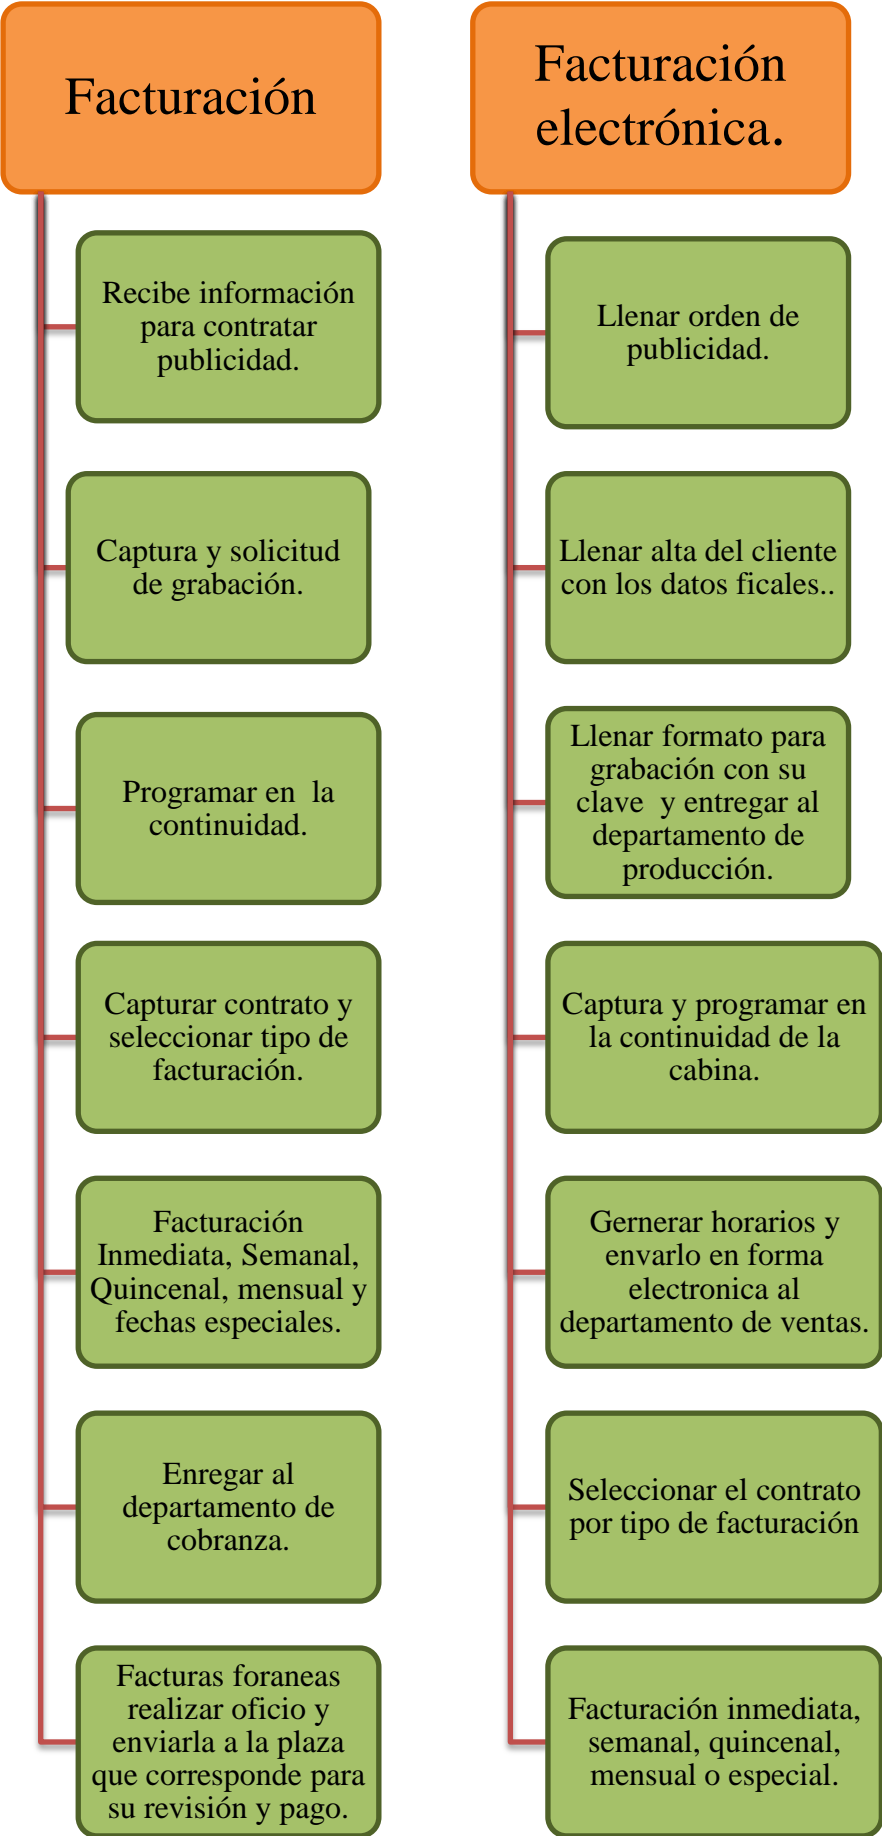 Facturación
Recibe información
para contratar
publicidad.
Captura y solicitud
de grabación.
Programar en  la
continuidad.
Capturar contrato y
seleccionar tipo de
facturación.
Facturación
Inmediata, Semanal,
Quincenal, mensual y
fechas especiales.
Enregar al
departamento de
cobranza.
Facturas foraneas
realizar oficio y
enviarla a la plaza
que corresponde para
su revisión y pago.
Facturación
electrónica.
Llenar orden de
publicidad.
Llenar alta del cliente
con los datos ficales..
Llenar formato para
grabación con su
clave  y entregar al
departamento de
producción.
Captura y programar en
la continuidad de la
cabina.
Gernerar horarios y
envarlo en forma
electronica al
departamento de ventas.
Seleccionar el contrato
por tipo de facturación
Facturación inmediata,
semanal, quincenal,
mensual o especial.